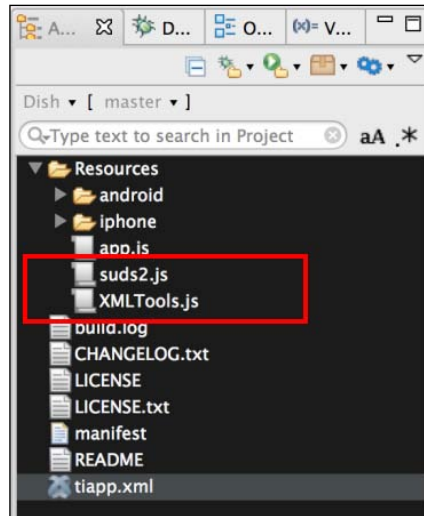 A... D... O... (x)= V...
Dish ▾ [ master ▾ ]
Type text to search in Project aA .*
Resources
android
iphone
app.js
suds2.js
XMLTools.js
build.log
CHANGELOG.txt
LICENSE
LICENSE.txt
manifest
README
tiapp.xml